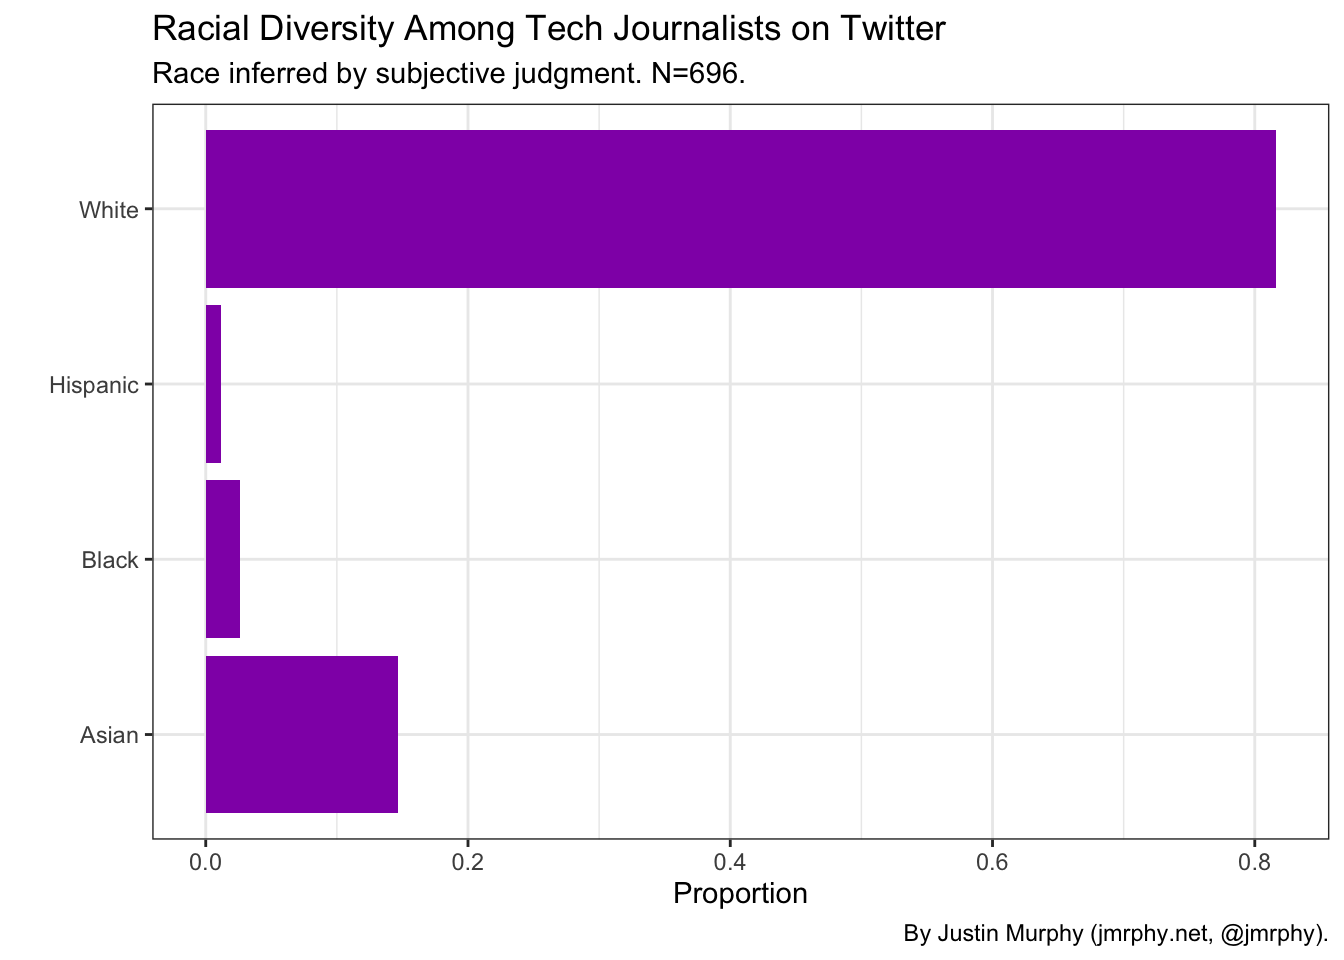 Racial Diversity Among Tech Journalists on Twitter
Race inferred by subjective judgment. N=696.
White
Hispanic
Black
Asian
0.0 0.2 0.4 0.6 0.8
Proportion
By Justin Murphy (jmrphy.net, @jmrphy).